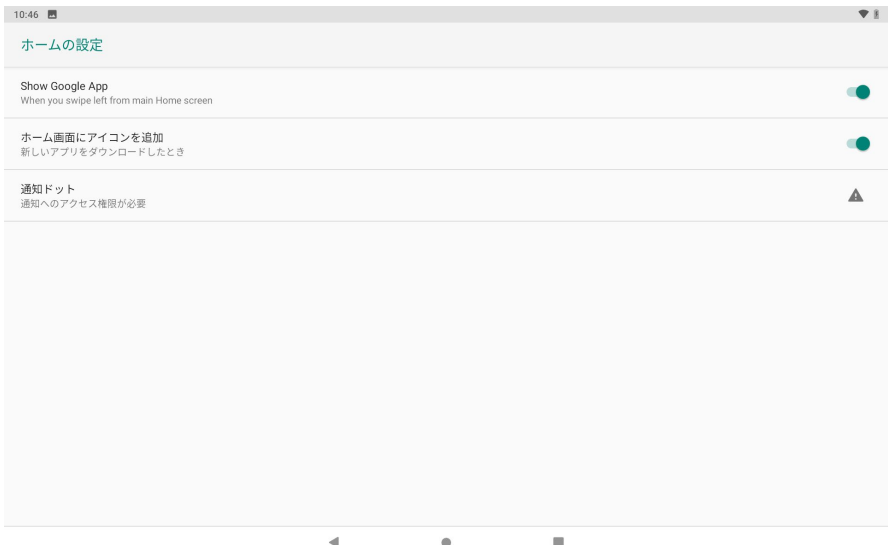 10:46
ホームの設定
Show Google App
When you swipe left from main Home screen
ホーム画面にアイコンを追加
新しいアプリをダウンロードしたとき
通知ドット
通知へのアクセス権限が必要